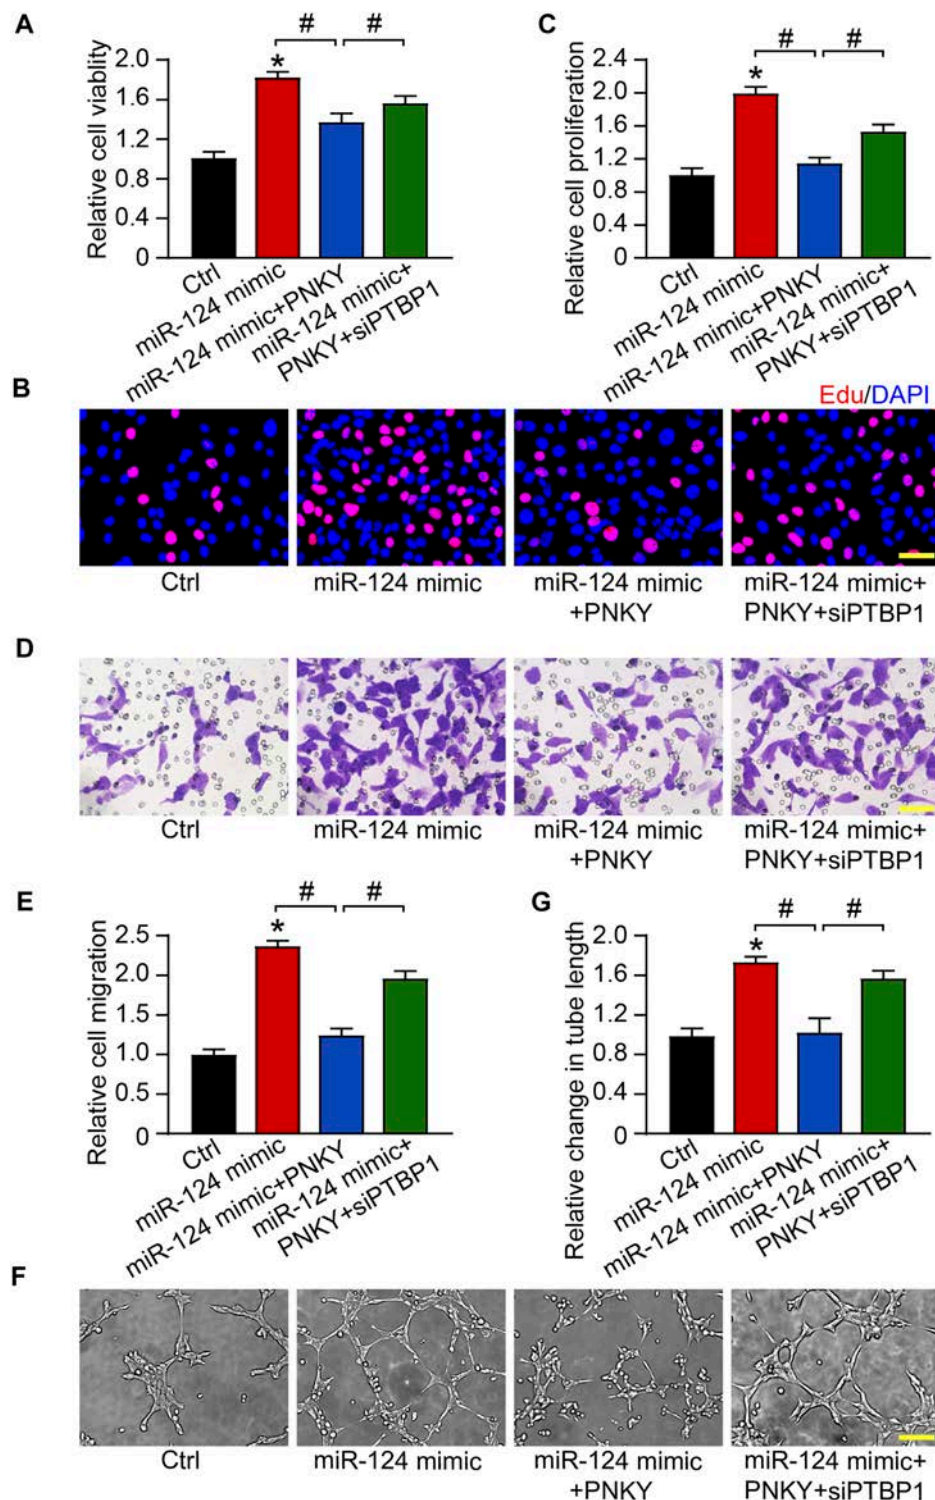 A
Relative cell viablity
2.0
1.6
1.2
0.8
0.4
0
*
#
#
Ctrl
miR-124 mimic
miR-124 mimic+PNKY
miR-124 mimic+
PNKY+siPTBP1
C
Relative cell proliferation
2.4
2.0
1.6
1.2
0.8
0.4
0
*
#
#
Ctrl
miR-124 mimic
miR-124 mimic+PNKY
miR-124 mimic+
PNKY+siPTBP1
B
Edu/DAPI
Ctrl
miR-124 mimic
miR-124 mimic
+PNKY
miR-124 mimic+
PNKY+siPTBP1
D
Ctrl
miR-124 mimic
miR-124 mimic
+PNKY
miR-124 mimic+
PNKY+siPTBP1
E
Relative cell migration
2.5
2.0
1.5
1.0
0.5
0
*
#
#
Ctrl
miR-124 mimic
miR-124 mimic+PNKY
miR-124 mimic+
PNKY+siPTBP1
G
Relative change in tube length
2.0
1.6
1.2
0.8
0.4
0
*
#
#
Ctrl
miR-124 mimic
miR-124 mimic+PNKY
miR-124 mimic+
PNKY+siPTBP1
F
Ctrl
miR-124 mimic
miR-124 mimic
+PNKY
miR-124 mimic+
PNKY+siPTBP1